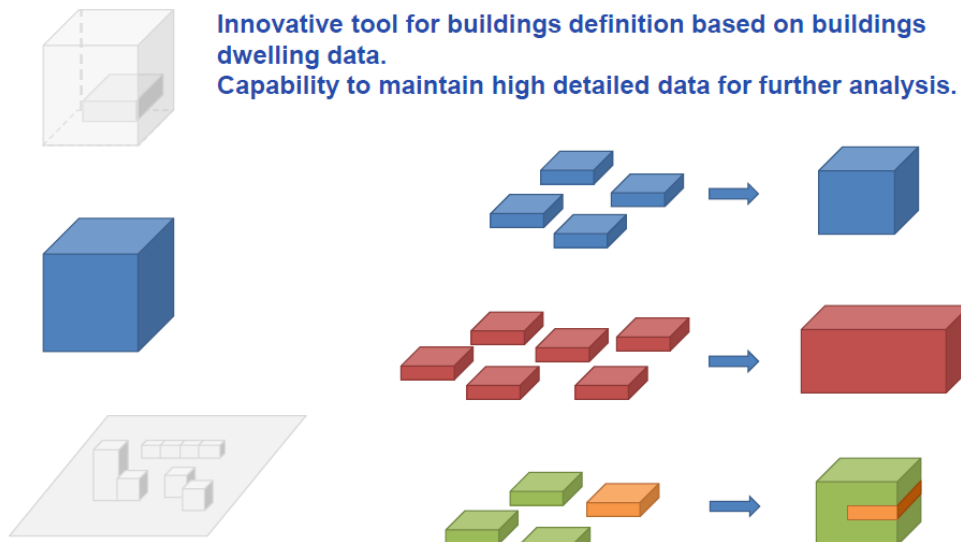 Innovative tool for buildings definition based on buildings
dwelling data.
Capability to maintain high detailed data for further analysis.